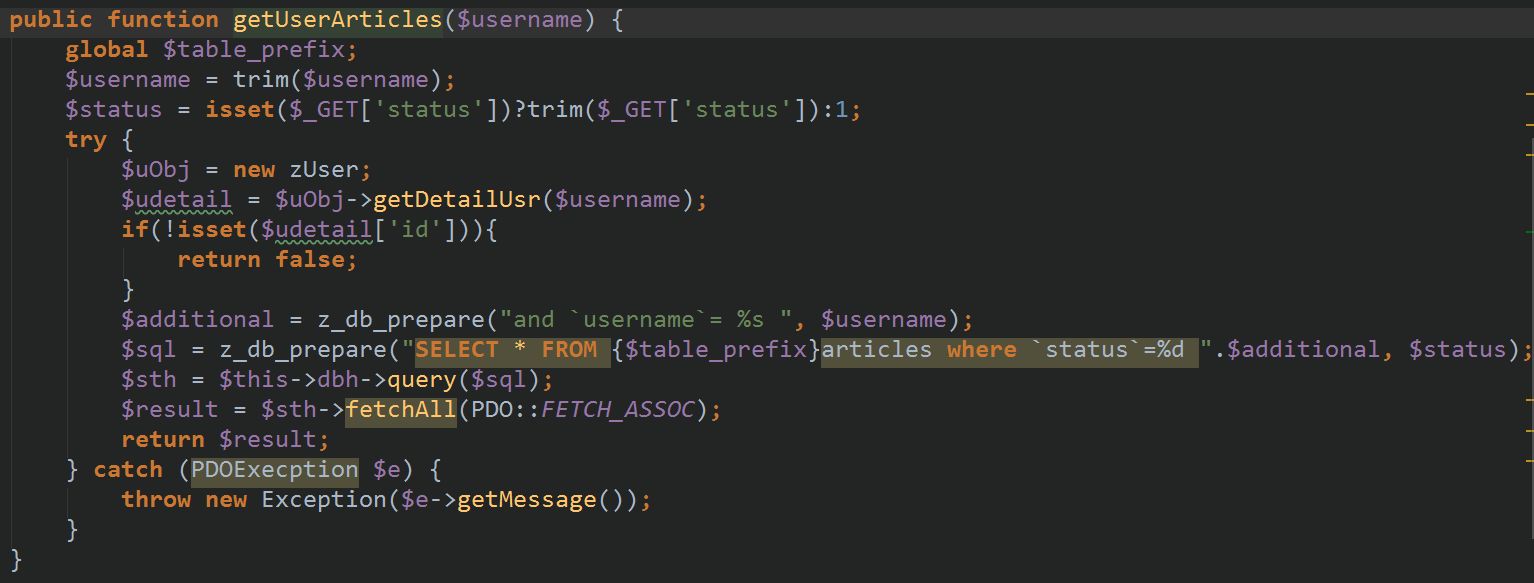 public function getUserArticles($username) {
    global $table_prefix;
    $username = trim($username);
    $status = isset($_GET['status'])?trim($_GET['status']):1;
    try {
        $uObj = new zUser;
        $udetail = $uObj->getDetailUsr($username);
        if(!isset($udetail['id'])){
            return false;
        }
        $additional = z_db_prepare("and `username`= %s ", $username);
        $sql = z_db_prepare("SELECT * FROM {$table_prefix}articles where `status`=%d ".$additional, $status);
        $sth = $this->dbh->query($sql);
        $result = $sth->fetchAll(PDO::FETCH_ASSOC);
        return $result;
    } catch (PDOExecption $e) {
        throw new Exception($e->getMessage());
    }
}